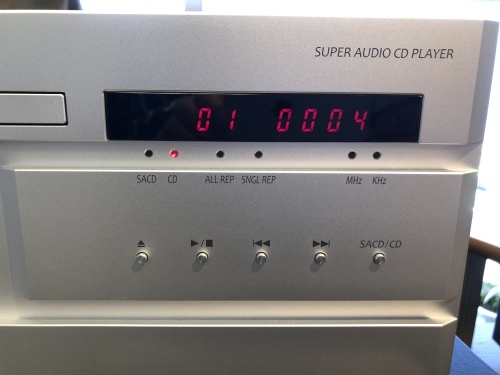 SUPER AUDIO CD PLAYER
01 0004
SACD CD ALL REP SNGL REP MHz KHz
SACD/CD